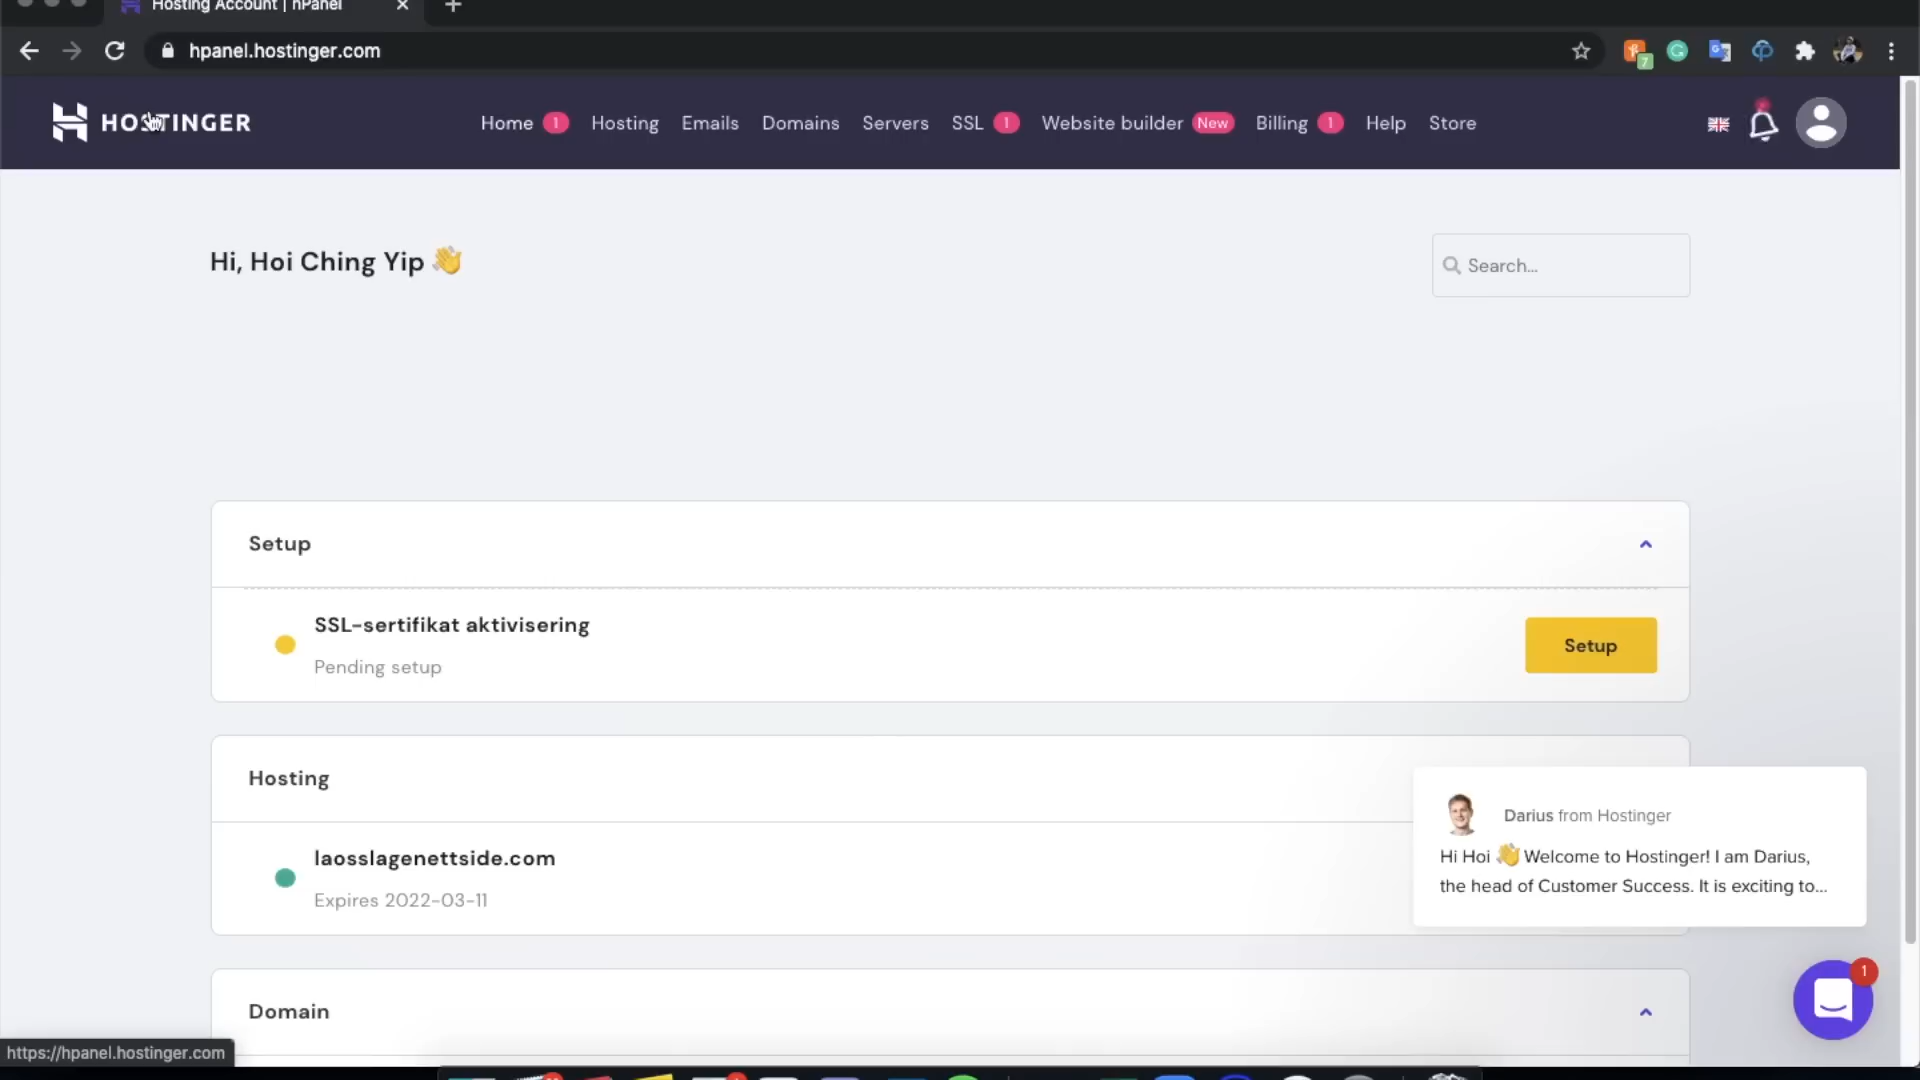 Hosting Account | hPanel
hpanel.hostinger.com
7
HOSTINGER
Home 1 Hosting Emails Domains Servers SSL 1 Website builder New Billing 1 Help Store
Hi, Hoi Ching Yip 👋
Search...
Setup
SSL-sertifikat aktivisering
Pending setup
Setup
Hosting
laosslagenettside.com
Expires 2022-03-11
Darius from Hostinger
Hi Hoi 👋 Welcome to Hostinger! I am Darius,
the head of Customer Success. It is exciting to...
1
Domain
https://hpanel.hostinger.com